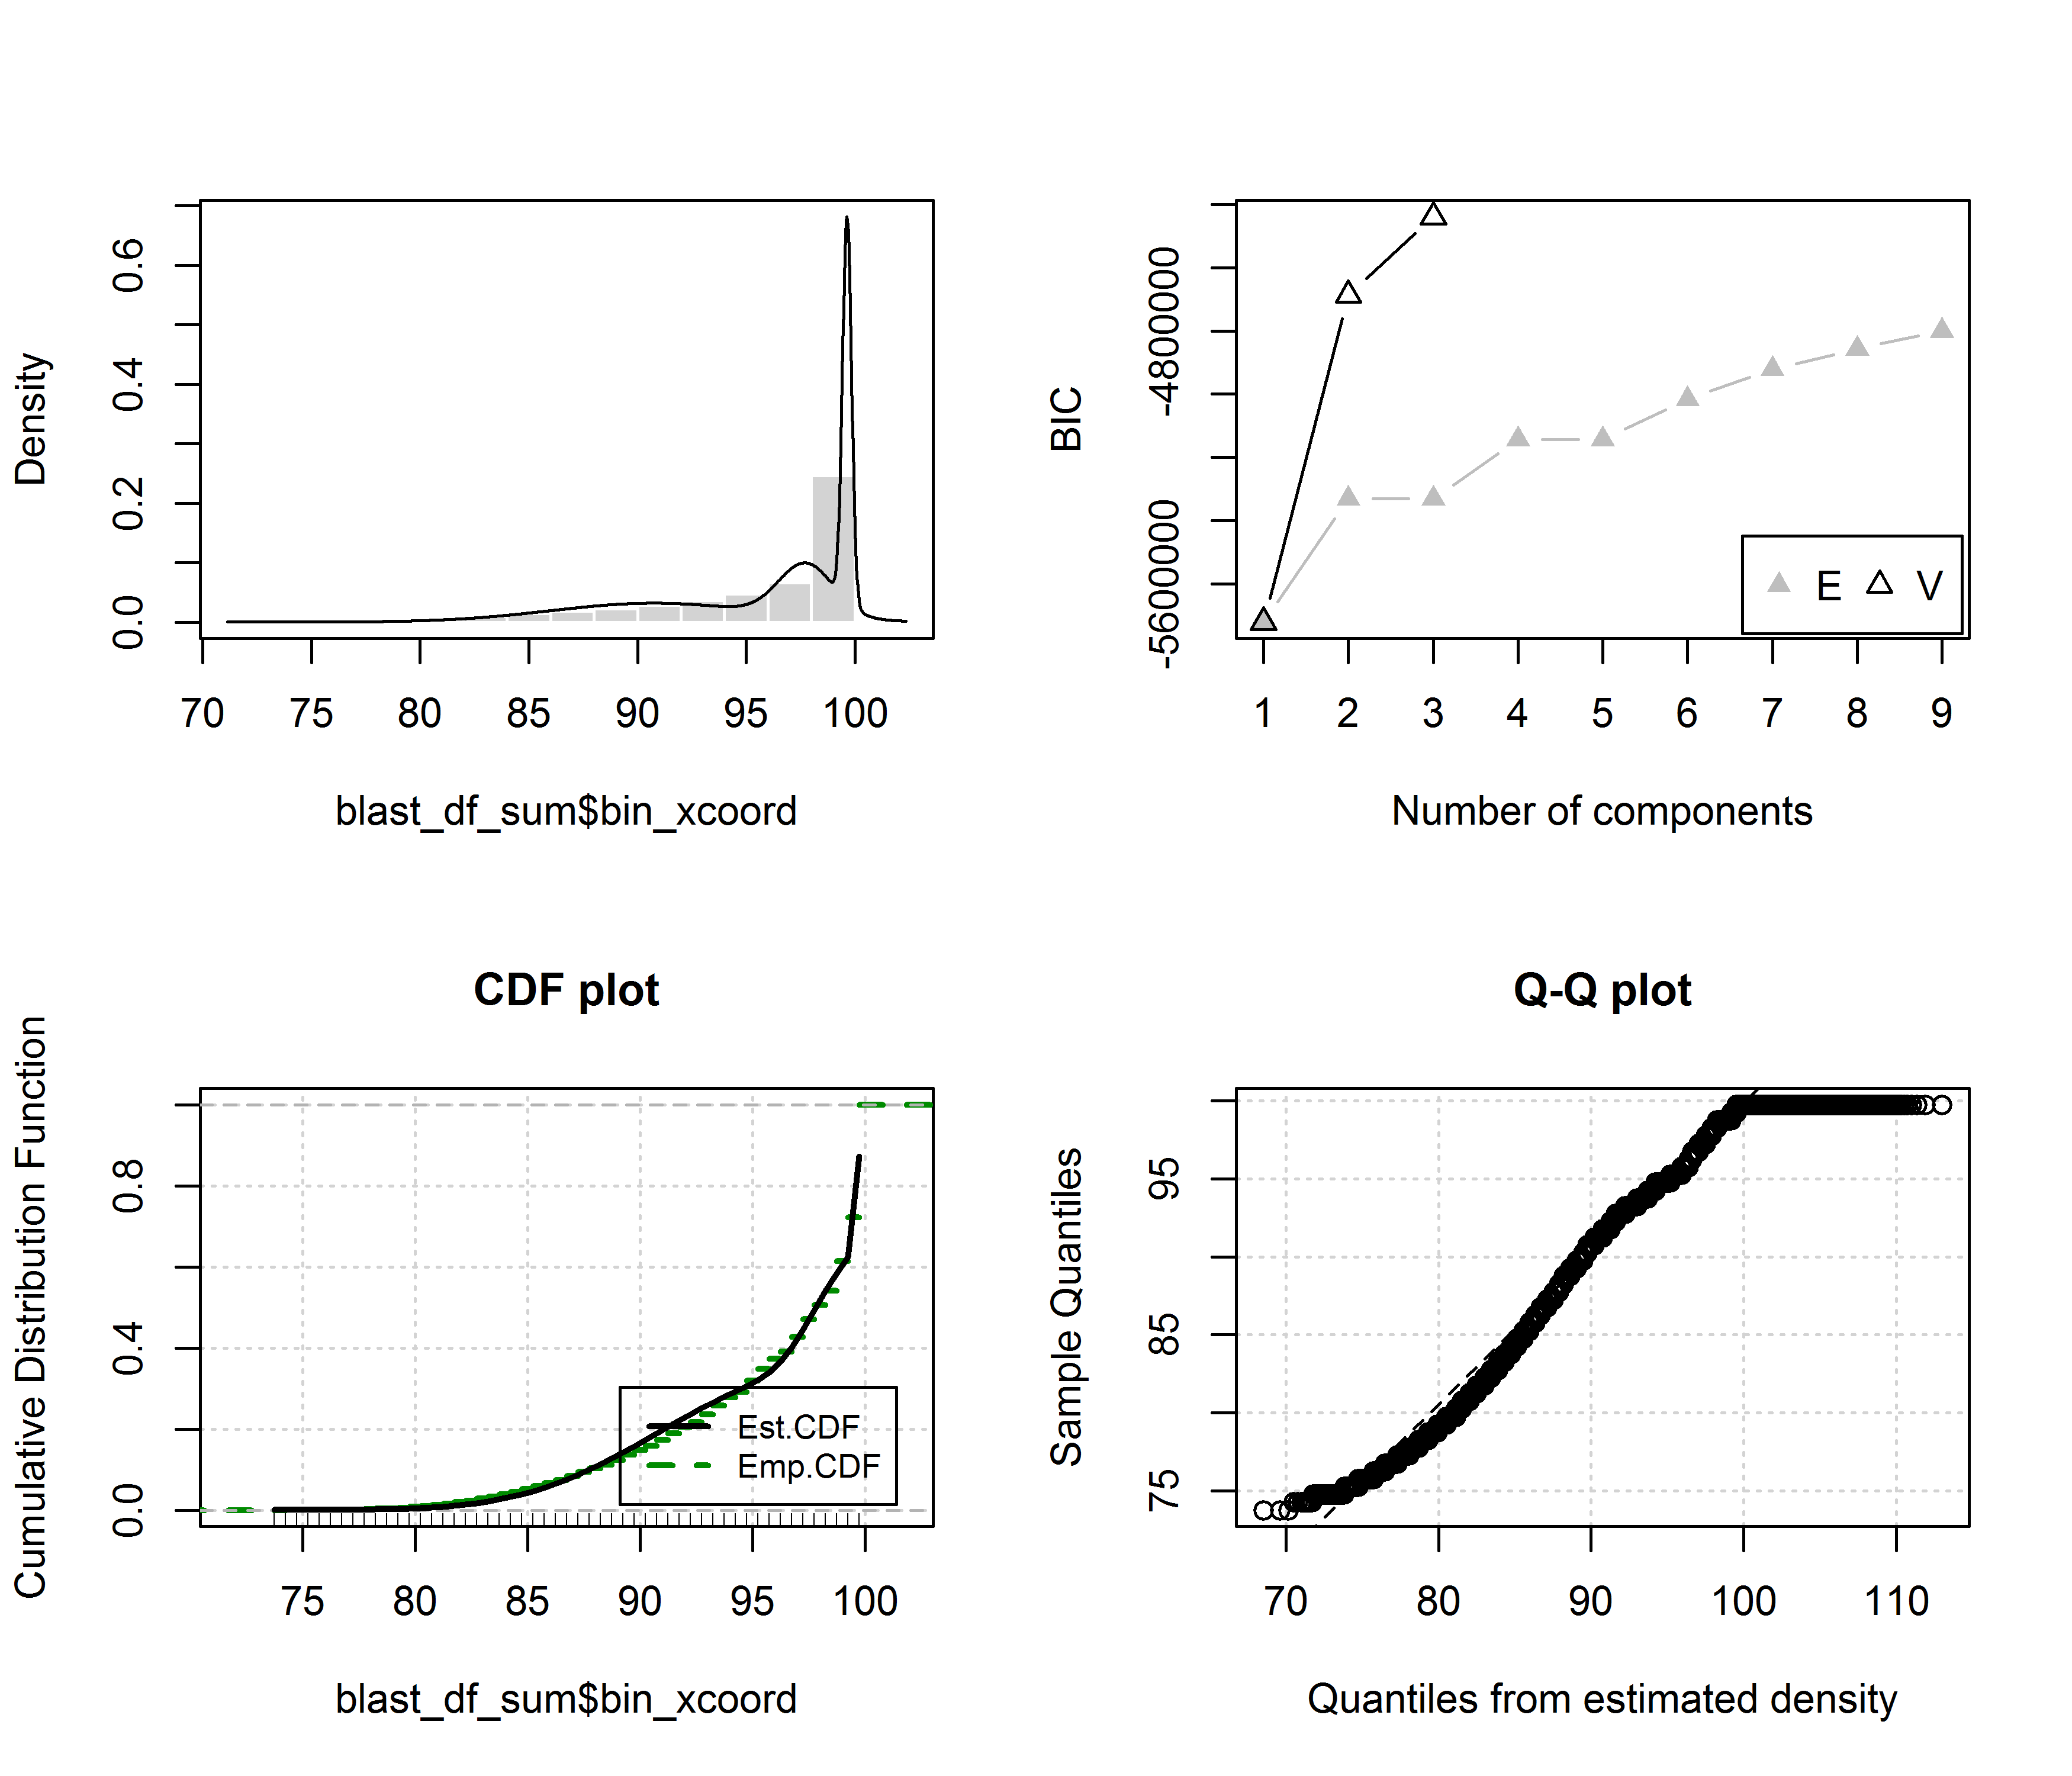 Density
0.0 0.2 0.4 0.6
70 75 80 85 90 95 100
blast_df_sum$bin_xcoord
BIC
-5600000 -4800000
E V
1 2 3 4 5 6 7 8 9
Number of components
CDF plot
Cumulative Distribution Function
0.0 0.4 0.8
Est.CDF
Emp.CDF
75 80 85 90 95 100
blast_df_sum$bin_xcoord
Q-Q plot
Sample Quantiles
75 85 95
70 80 90 100 110
Quantiles from estimated density